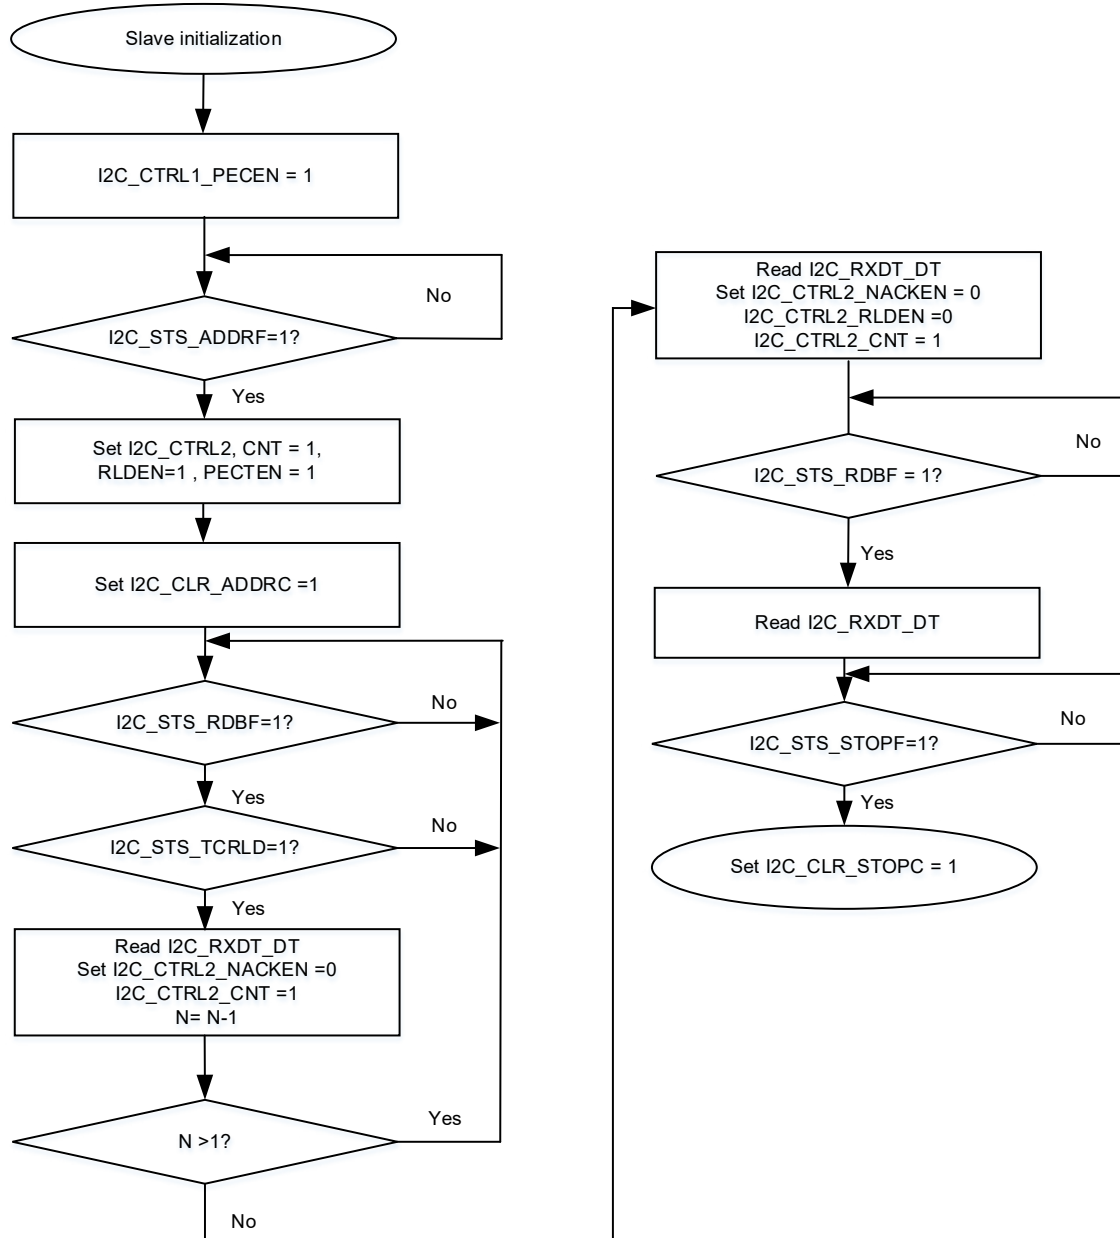 Slave initialization
I2C_CTRL1_PECEN = 1
No
I2C_STS_ADDRF=1?
Yes
Set I2C_CTRL2, CNT = 1,
RLDEN=1 , PECTEN = 1
Set I2C_CLR_ADDRC =1
I2C_STS_RDBF=1?
No
Yes
I2C_STS_TCRLD=1?
No
Yes
Read I2C_RXDT_DT
Set I2C_CTRL2_NACKEN =0
I2C_CTRL2_CNT =1
N= N-1
N >1?
Yes
No
Read I2C_RXDT_DT
Set I2C_CTRL2_NACKEN = 0
I2C_CTRL2_RLDEN =0
I2C_CTRL2_CNT = 1
No
I2C_STS_RDBF = 1?
Yes
Read I2C_RXDT_DT
No
I2C_STS_STOPF=1?
Yes
Set I2C_CLR_STOPC = 1